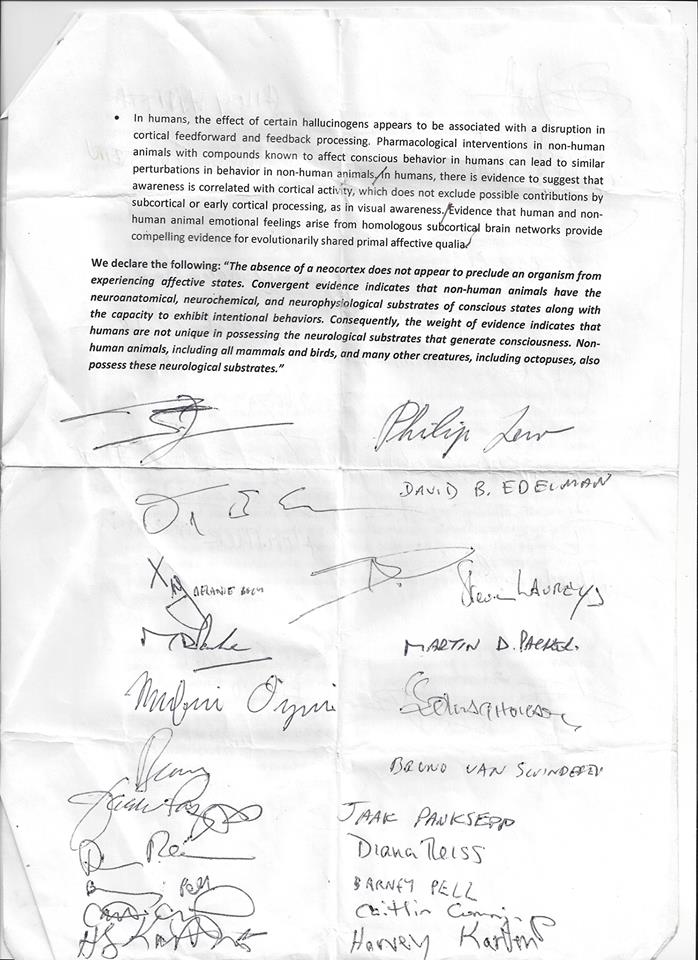 • In humans, the effect of certain hallucinogens appears to be associated with a disruption in
cortical feedforward and feedback processing. Pharmacological interventions in non-human
animals with compounds known to affect conscious behavior in humans can lead to similar
perturbations in behavior in non-human animals. In humans, there is evidence to suggest that
awareness is correlated with cortical activity, which does not exclude possible contributions by
subcortical or early cortical processing, as in visual awareness. Evidence that human and non-
human animal emotional feelings arise from homologous subcortical brain networks provide
compelling evidence for evolutionarily shared primal affective qualia.
We declare the following: “The absence of a neocortex does not appear to preclude an organism from
experiencing affective states. Convergent evidence indicates that non-human animals have the
neuroanatomical, neurochemical, and neurophysiological substrates of conscious states along with
the capacity to exhibit intentional behaviors. Consequently, the weight of evidence indicates that
humans are not unique in possessing the neurological substrates that generate consciousness. Non-
human animals, including all mammals and birds, and many other creatures, including octopuses, also
possess these neurological substrates.”
Philip Low
DAVID B. EDELMAN
MELANIE
Steven LAUREYS
MARTIN D.
BRUNO VAN SWINDEREN
JAAK PANKSEPP
Diana Reiss
Pell
BARNEY PELL
Caitlin
Harvey Karten